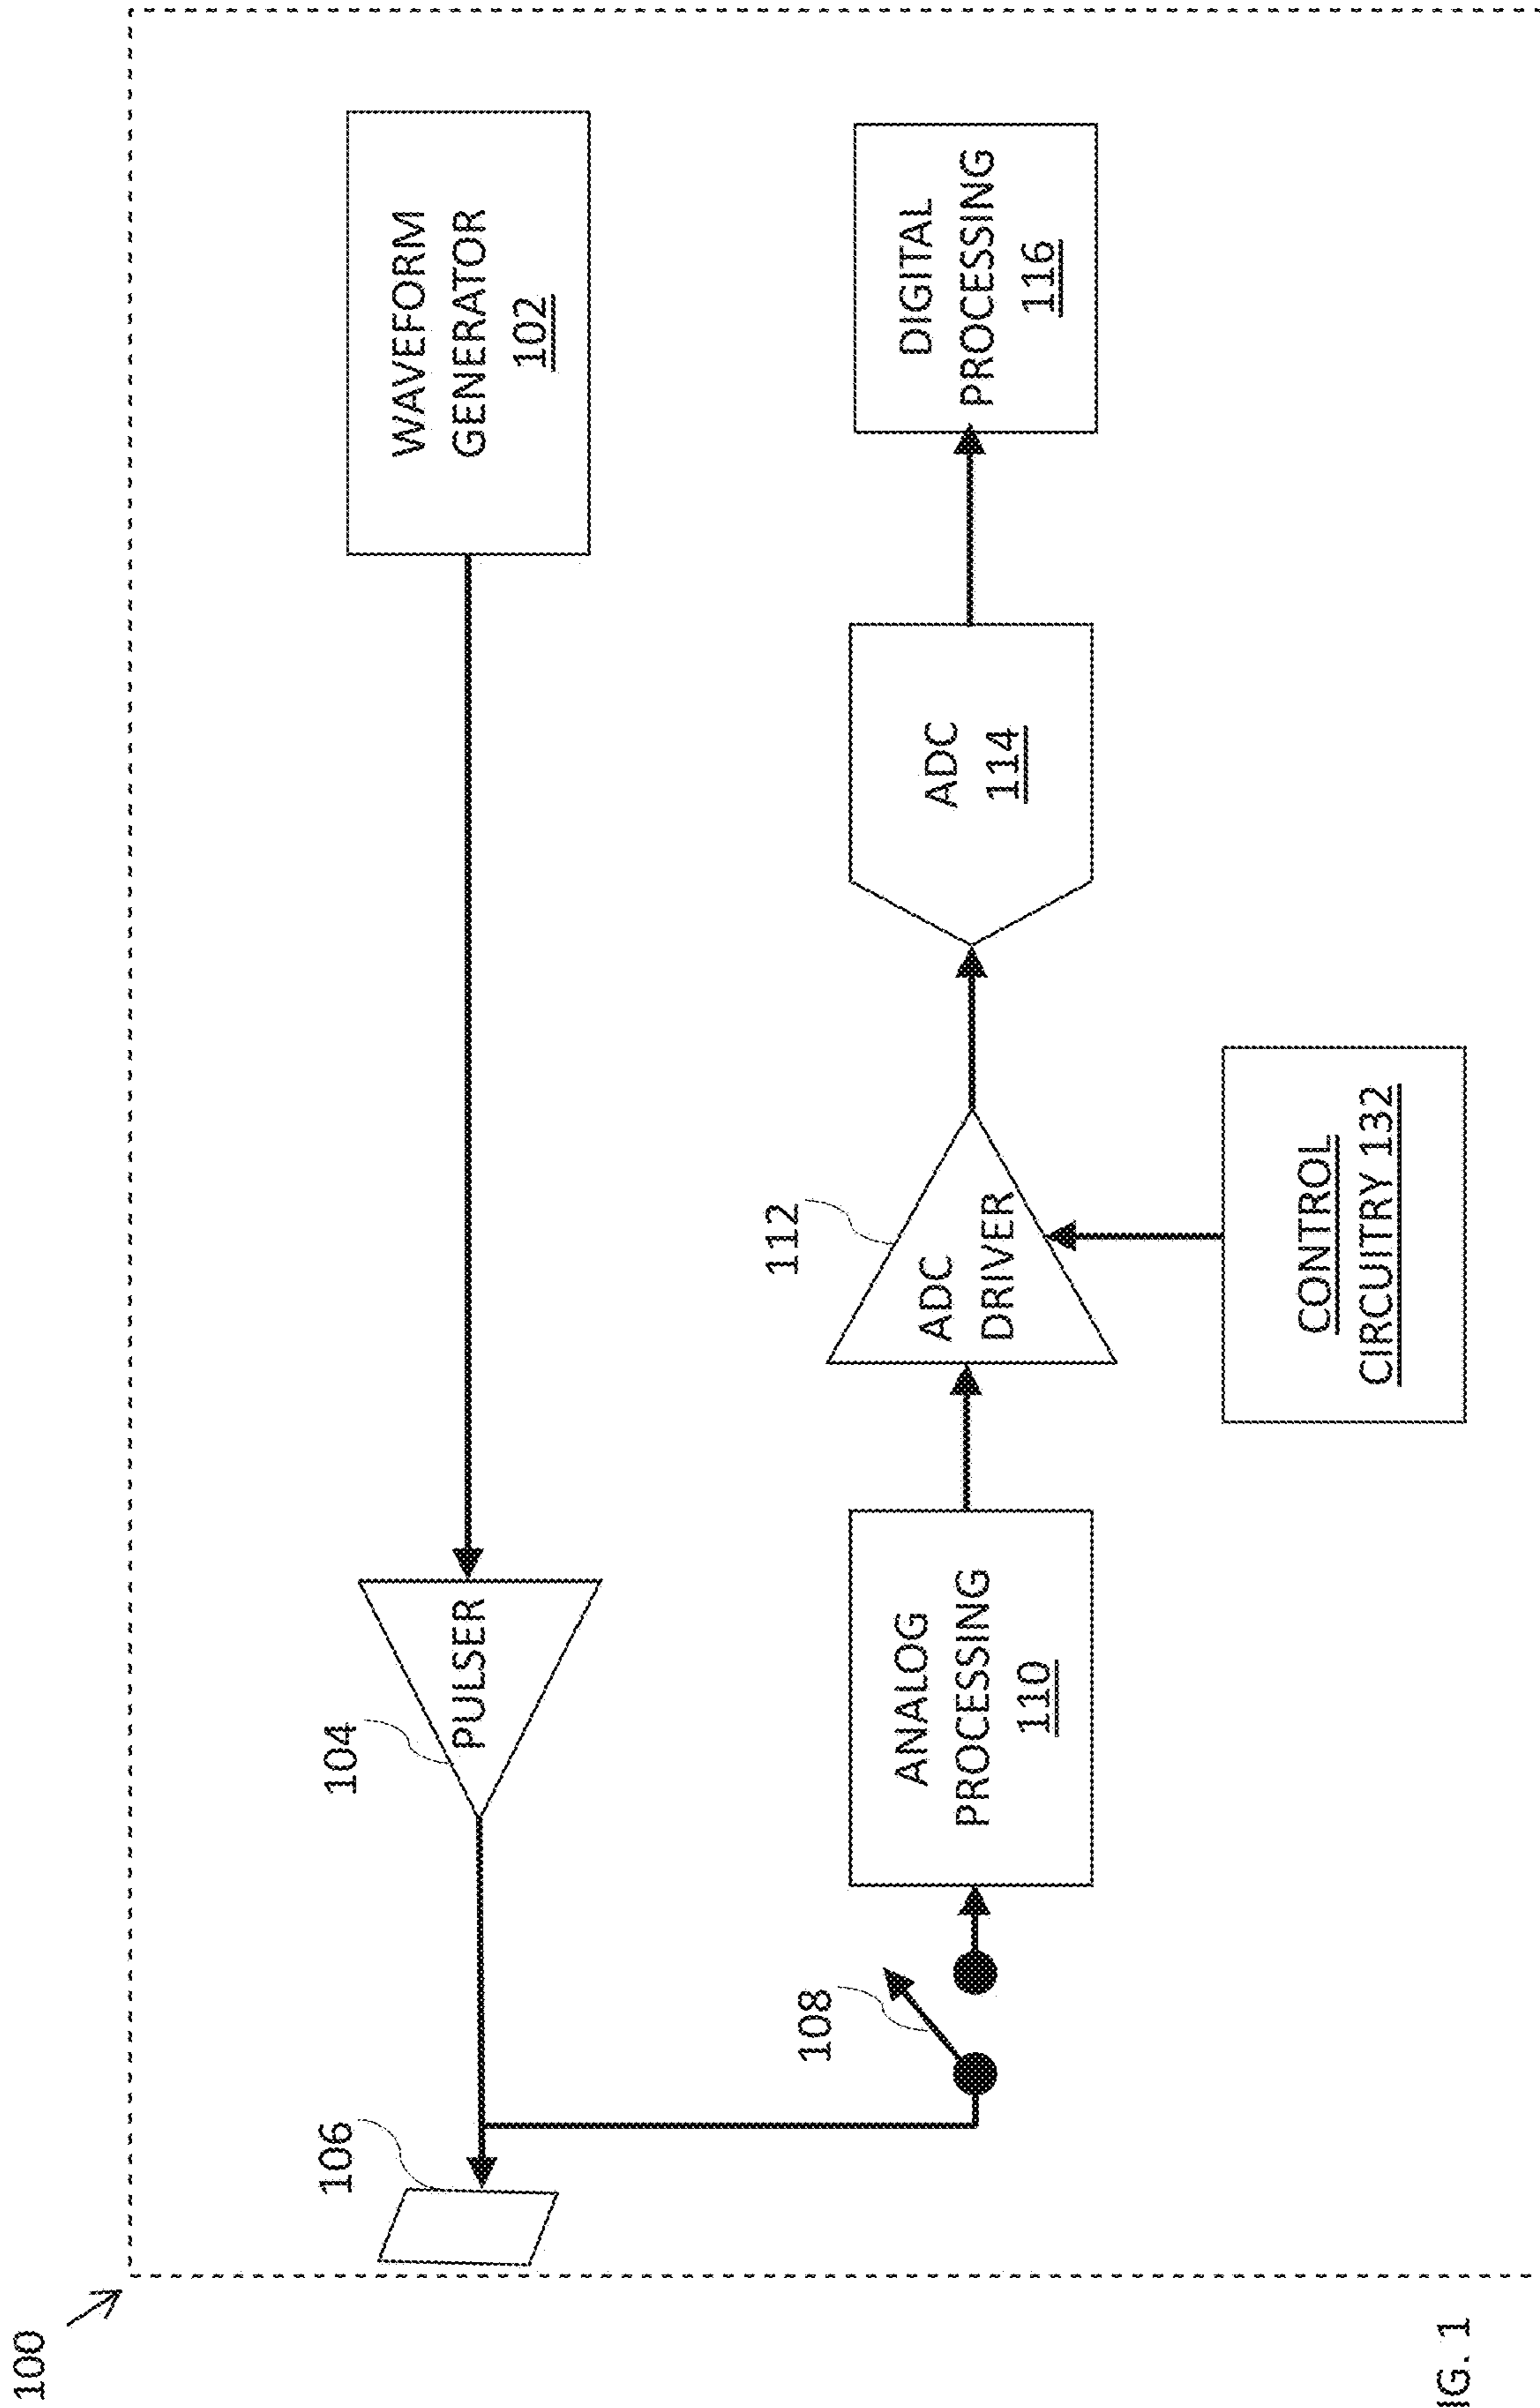 100
106
104
PULSER
WAVEFORM
GENERATOR
102
108
ANALOG
PROCESSING
110
112
ADC
DRIVER
ADC
114
DIGITAL
PROCESSING
116
CONTROL
CIRCUITRY 132
IG. 1